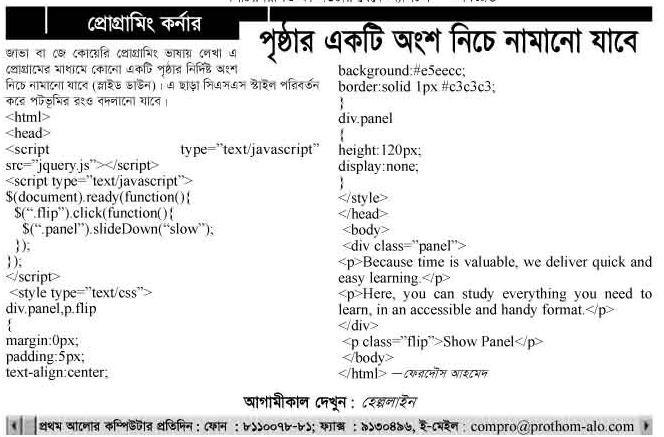 প্রোগ্রামিং কর্নার
পৃষ্ঠার একটি অংশ নিচে নামানো যাবে
জাভা বা জে কোয়েরি প্রোগ্রামিং ভাষায় লেখা এ
প্রোগ্রামের মাধ্যমে কোনো একটি পৃষ্ঠার নির্দিষ্ট অংশ
নিচে নামানো যাবে (স্লাইড ডাউন)। এ ছাড়া সিএসএস স্টাইল পরিবর্তন
করে পটভূমির রংও বদলানো যাবে।
<html>
<head>
<script type="text/javascript"
src="jquery.js"></script>
<script type="text/javascript">
$(document).ready(function(){
$(".flip").click(function(){
$(".panel").slideDown("slow");
});
});
</script>
<style type="text/css">
div.panel,p.flip
{
margin:0px;
padding:5px;
text-align:center;
background:#e5eecc;
border:solid 1px #c3c3c3;
}
div.panel
{
height:120px;
display:none;
}
</style>
</head>
<body>
<div class="panel">
<p>Because time is valuable, we deliver quick and
easy learning.</p>
<p>Here, you can study everything you need to
learn, in an accessible and handy format.</p>
</div>
<p class="flip">Show Panel</p>
</body>
</html> —ফেরদৌস আহমেদ
আগামীকাল দেখুন : হেল্পলাইন
প্রথম আলোর কম্পিউটার প্রতিদিন : ফোন : ৮১১০০৭৮-৮১; ফ্যাক্স : ৯১৩০৪৯৬, ই-মেইল : compro@prothom-alo.com